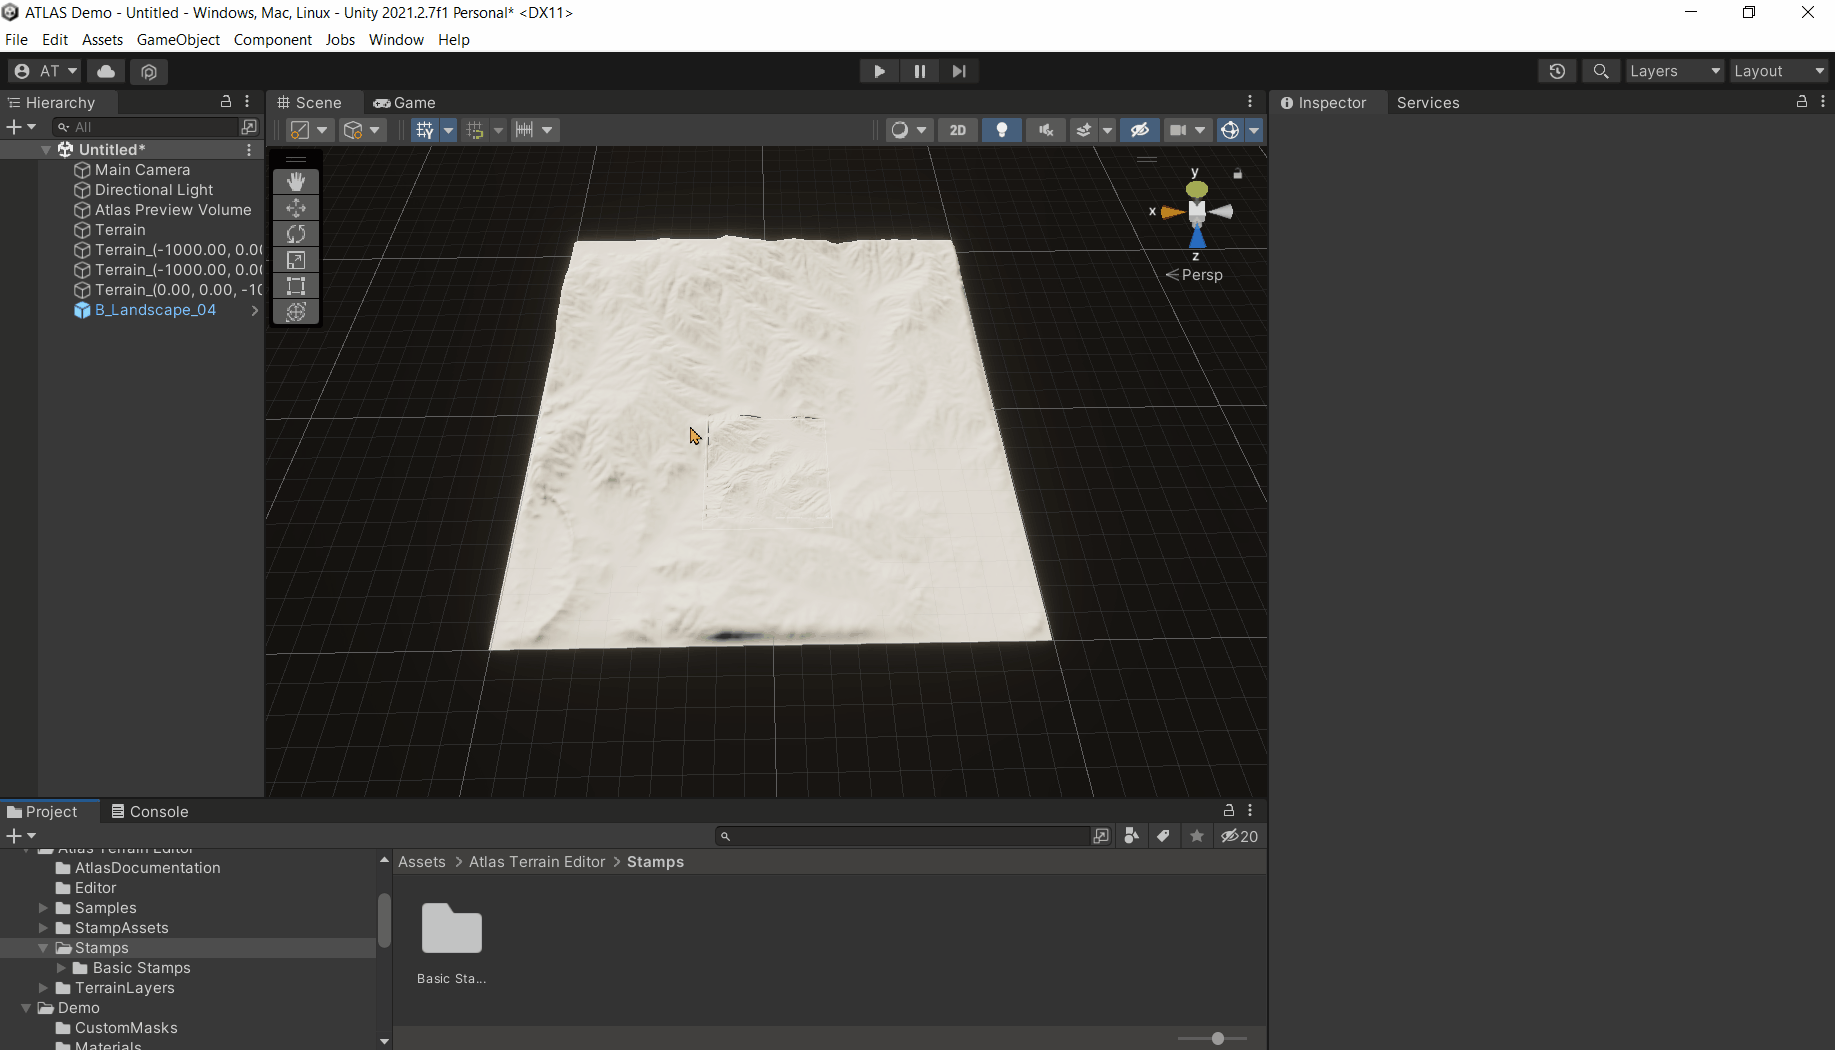 ATLAS Demo - Untitled - Windows, Mac, Linux - Unity 2021.2.7f1 Personal* <DX11>
File Edit Assets GameObject Component Jobs Window Help
AT
Layers
Layout
Hierarchy
Scene
Game
Inspector
Services
All
2D
Untitled*
Main Camera
Directional Light
Atlas Preview Volume
Terrain
Terrain_(-1000.00, 0.0
Terrain_(-1000.00, 0.0
Terrain_(0.00, 0.00, -1
B_Landscape_04
y
x
z
Persp
Project
Console
20
Atlas Terrain Editor
AtlasDocumentation
Editor
Samples
StampAssets
Stamps
Basic Stamps
TerrainLayers
Demo
CustomMasks
Materials
Assets > Atlas Terrain Editor > Stamps
Basic Sta...